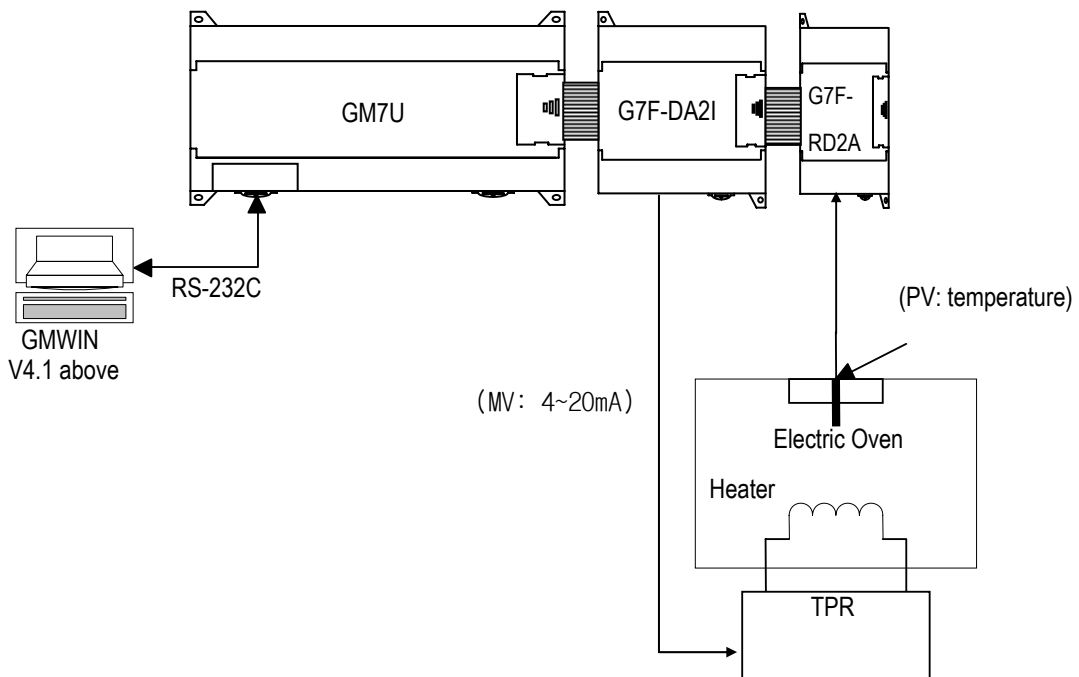 GM7U
G7F-DA2I
G7F-
RD2A
RS-232C
GMWIN
V4.1 above
(PV: temperature)
(MV: 4~20mA)
Electric Oven
Heater
TPR